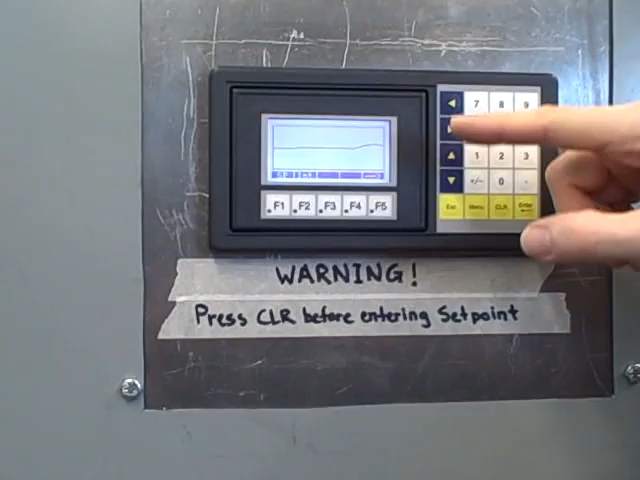 7 8 9
1 2 3
+/- 0 .
F1 F2 F3 F4 F5
Esc Menu CLR Enter
WARNING!
Press CLR before entering Setpoint